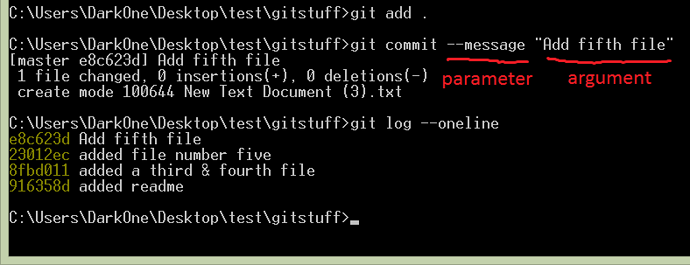 C:\Users\DarkOne\Desktop\test\gitstuff>git add .
C:\Users\DarkOne\Desktop\test\gitstuff>git commit --message "Add fifth file"
[master e8c623d] Add fifth file
1 file changed, 0 insertions(+), 0 deletions(-)
parameter argument
create mode 100644 New Text Document (3).txt
C:\Users\DarkOne\Desktop\test\gitstuff>git log --oneline
e8c623d Add fifth file
23012ec added file number five
8fbd011 added a third & fourth file
916358d added readme
C:\Users\DarkOne\Desktop\test\gitstuff>_